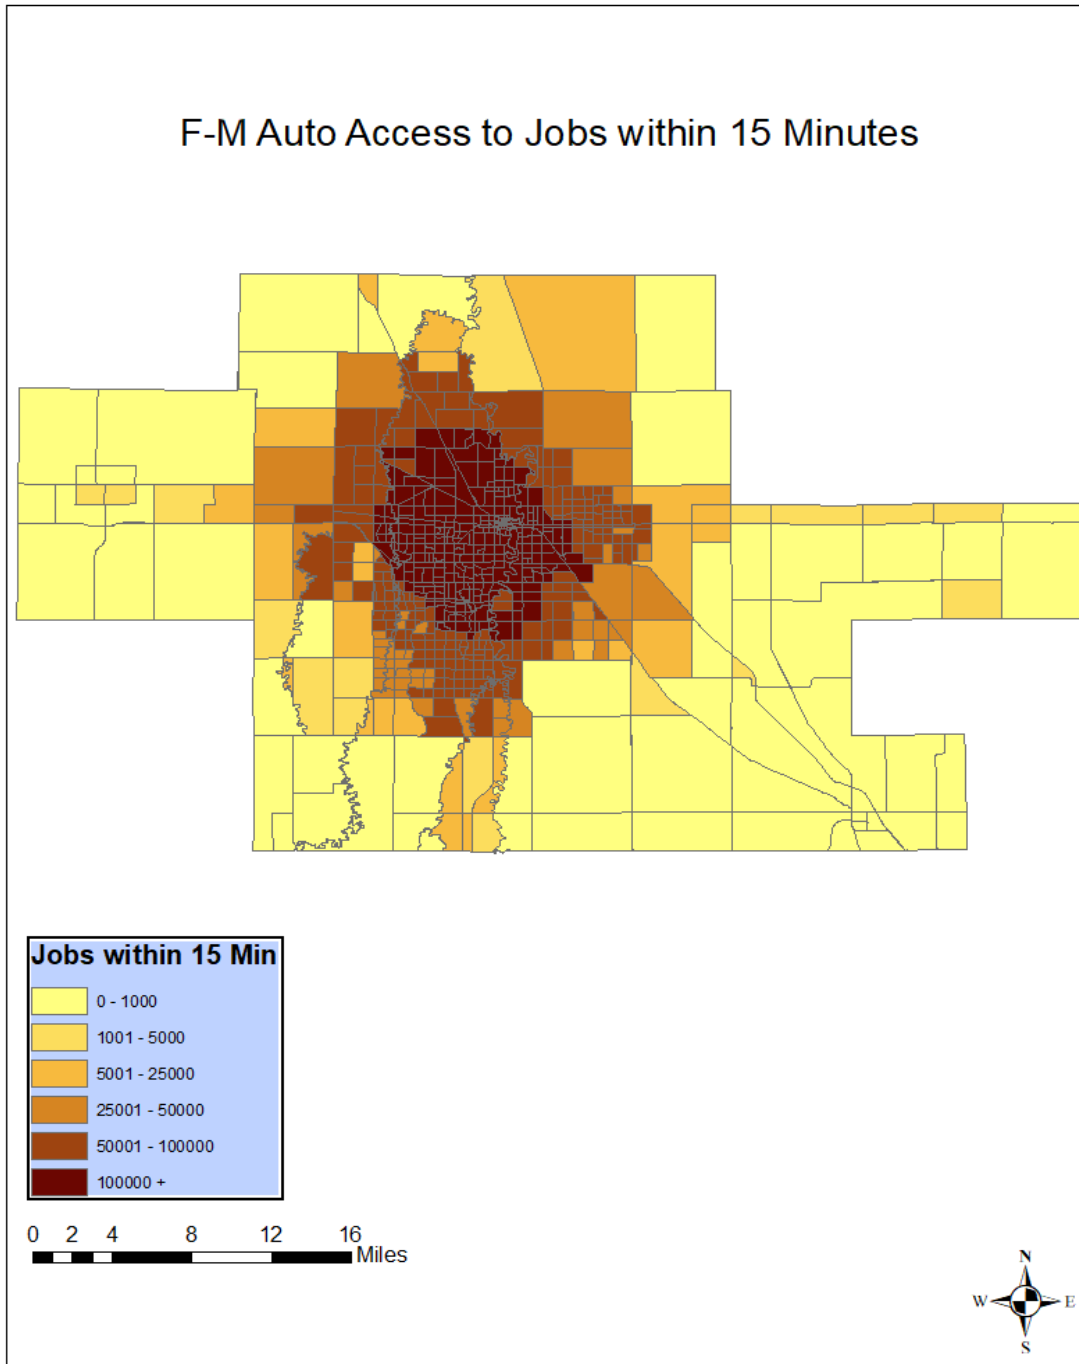 F-M Auto Access to Jobs within 15 Minutes
Jobs within 15 Min
0 - 1000
1001 - 5000
5001 - 25000
25001 - 50000
50001 - 100000
100000 +
0 2 4 8 12 16
Miles
N
W E
S